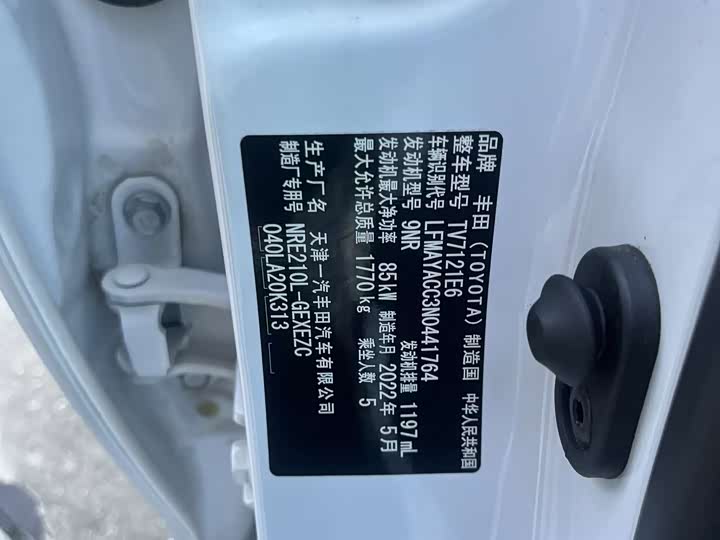 品牌 丰田（TOYOTA）制造国 中华人民共和国
整车型号 TV7121E6
车辆识别代号 LFMAYACC3N0441764
发动机型号 9NR 发动机排量 1197mL
发动机最大净功率 85kW 制造年月 2022年5月
最大允许总质量 1770kg 乘坐人数 5
生产厂名 天津一汽丰田汽车有限公司
制造厂专用号 NRE210L-GEXEZC
040LA20K313